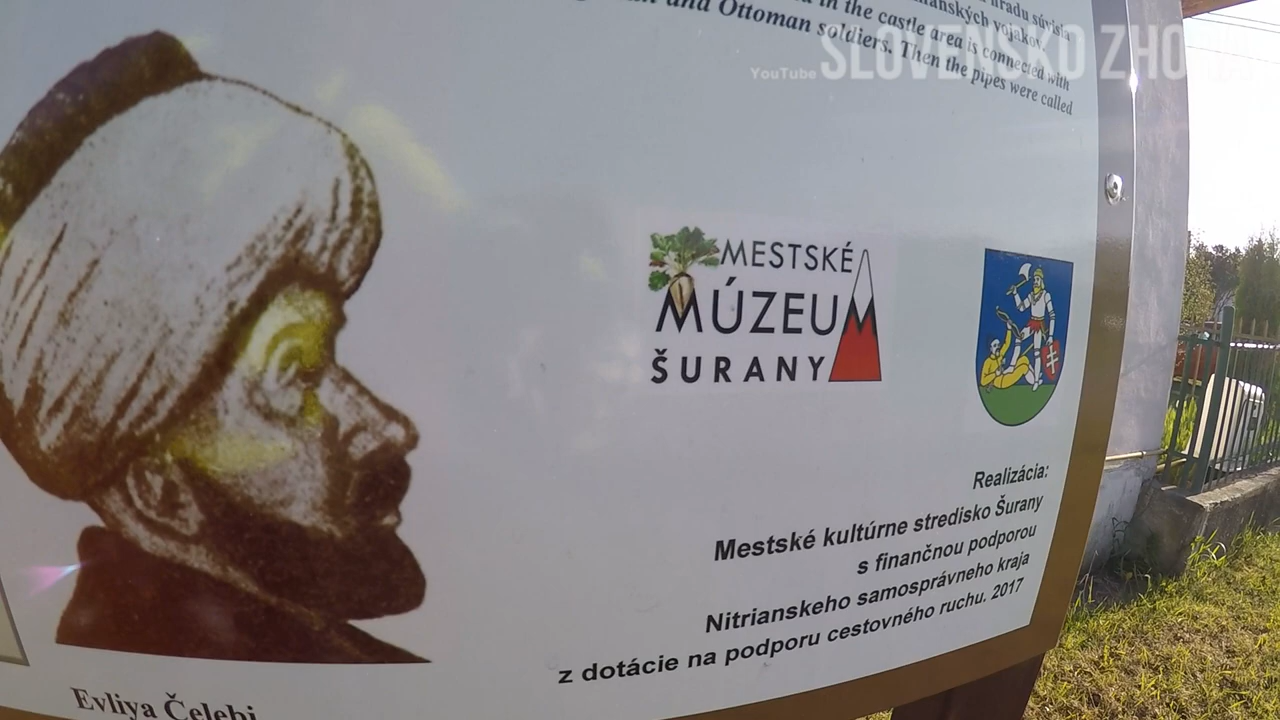 hradu súvisí
vojakov
in the castle area is connected with
and Ottoman soldiers. Then the pipes were called
YouTube SLOVENSKO
MESTSKÉ
MÚZEUM
ŠURANY
Realizácia:
Mestské kultúrne stredisko Šurany
s finančnou podporou
Nitrianskeho samosprávneho kraja
z dotácie na podporu cestovného ruchu. 2017
Evliya Čelebi